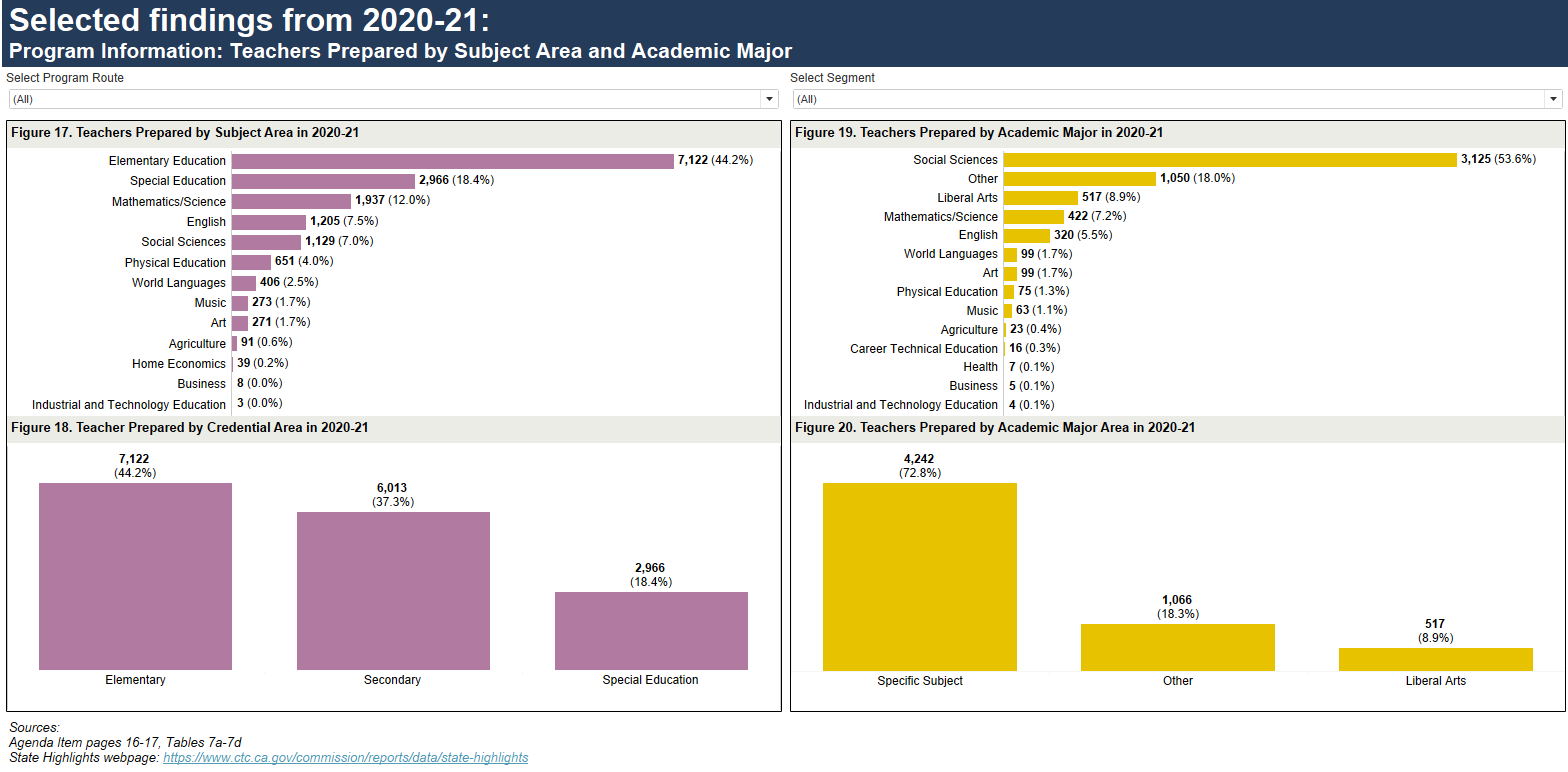 Selected findings from 2020-21:
Program Information: Teachers Prepared by Subject Area and Academic Major
Select Program Route
(All)
Select Segment
(All)
Figure 17. Teachers Prepared by Subject Area in 2020-21
Elementary Education 7,122 (44.2%)
Special Education 2,966 (18.4%)
Mathematics/Science 1,937 (12.0%)
English 1,205 (7.5%)
Social Sciences 1,129 (7.0%)
Physical Education 651 (4.0%)
World Languages 406 (2.5%)
Music 273 (1.7%)
Art 271 (1.7%)
Agriculture 91 (0.6%)
Home Economics 39 (0.2%)
Business 8 (0.0%)
Industrial and Technology Education 3 (0.0%)
Figure 18. Teacher Prepared by Credential Area in 2020-21
7,122
(44.2%)
6,013
(37.3%)
2,966
(18.4%)
Elementary Secondary Special Education
Figure 19. Teachers Prepared by Academic Major in 2020-21
Social Sciences 3,125 (53.6%)
Other 1,050 (18.0%)
Liberal Arts 517 (8.9%)
Mathematics/Science 422 (7.2%)
English 320 (5.5%)
World Languages 99 (1.7%)
Art 99 (1.7%)
Physical Education 75 (1.3%)
Music 63 (1.1%)
Agriculture 23 (0.4%)
Career Technical Education 16 (0.3%)
Health 7 (0.1%)
Business 5 (0.1%)
Industrial and Technology Education 4 (0.1%)
Figure 20. Teachers Prepared by Academic Major Area in 2020-21
4,242
(72.8%)
1,066
(18.3%)
517
(8.9%)
Specific Subject Other Liberal Arts
Sources:
Agenda Item pages 16-17, Tables 7a-7d
State Highlights webpage: https://www.ctc.ca.gov/commission/reports/data/state-highlights